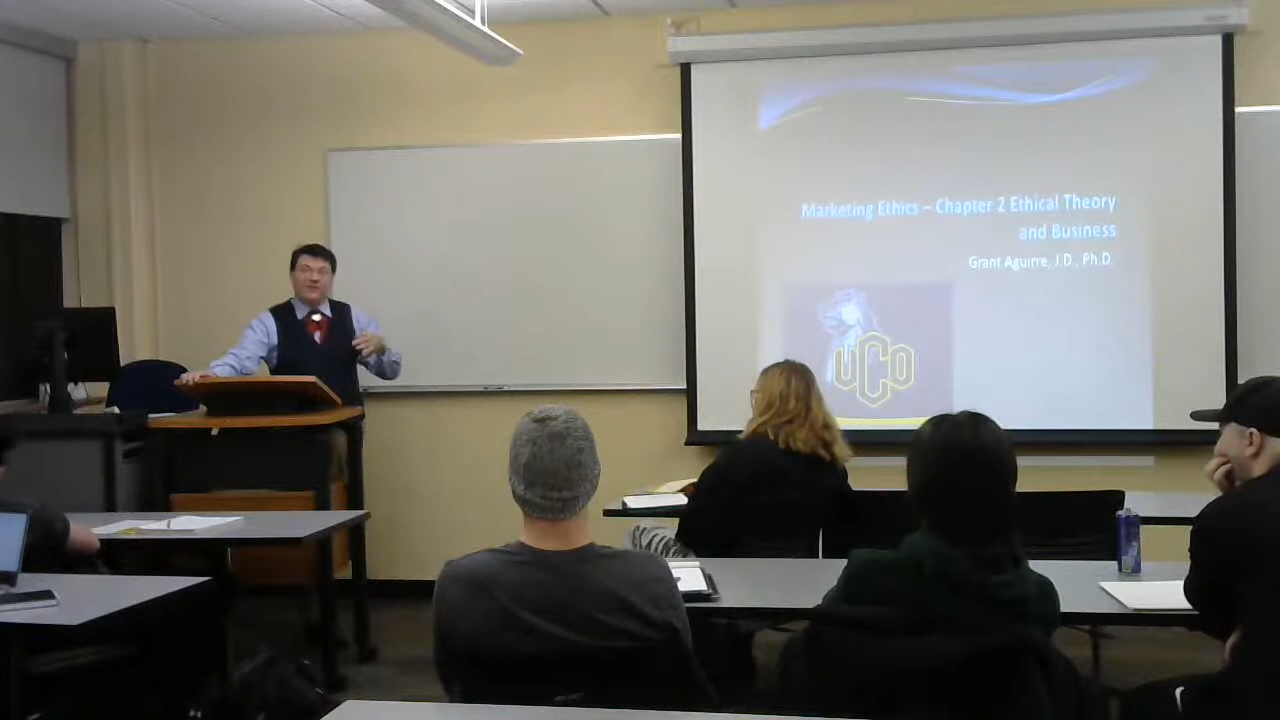 Marketing Ethics – Chapter 2 Ethical Theory
and Business
Grant Aguirre, J.D., Ph.D.
UCO